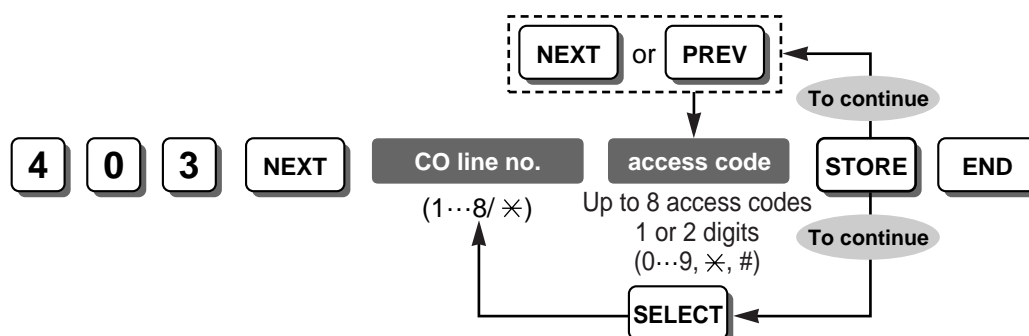 NEXT or PREV
To continue
4 0 3 NEXT CO line no. access code STORE END
(1···8/ ✳) Up to 8 access codes
1 or 2 digits
To continue
(0···9, ✳, #)
SELECT